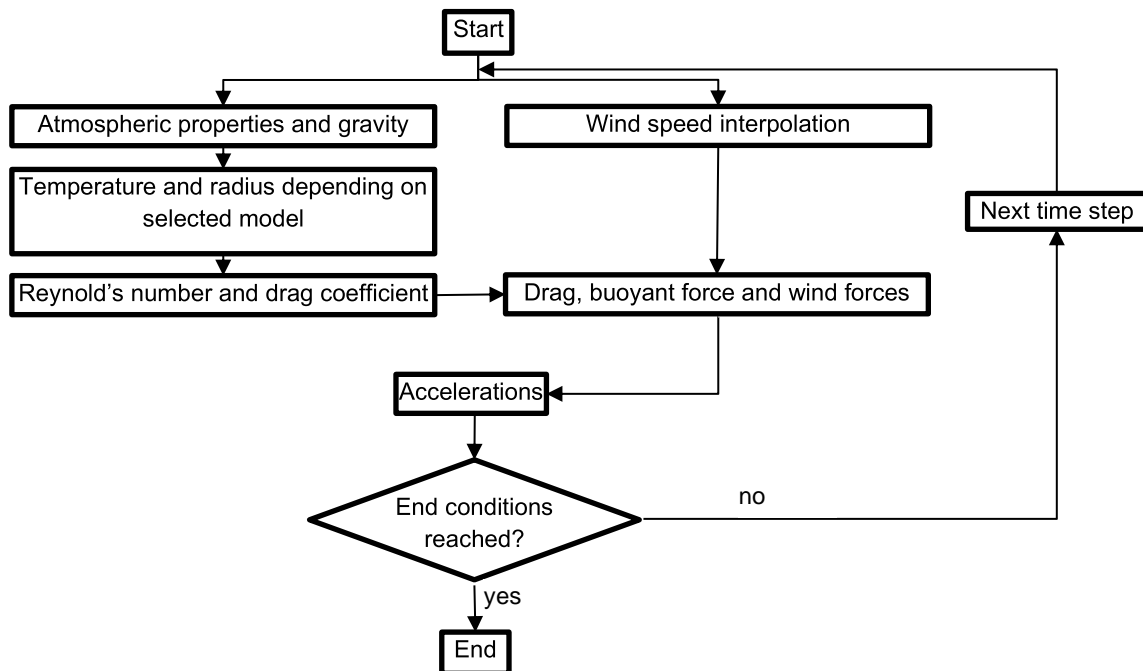 Start
Atmospheric properties and gravity
Wind speed interpolation
Temperature and radius depending on
selected model
Next time step
Reynold's number and drag coefficient
Drag, buoyant force and wind forces
Accelerations
End conditions
reached?
no
yes
End